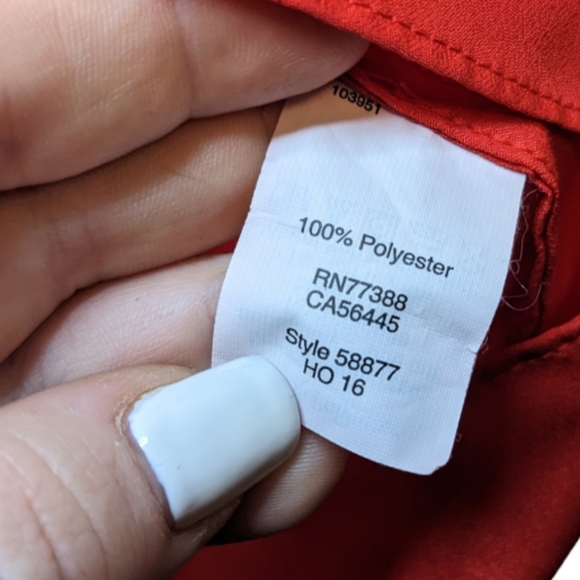 103951
100% Polyester
RN77388
CA56445
Style 58877
HO 16